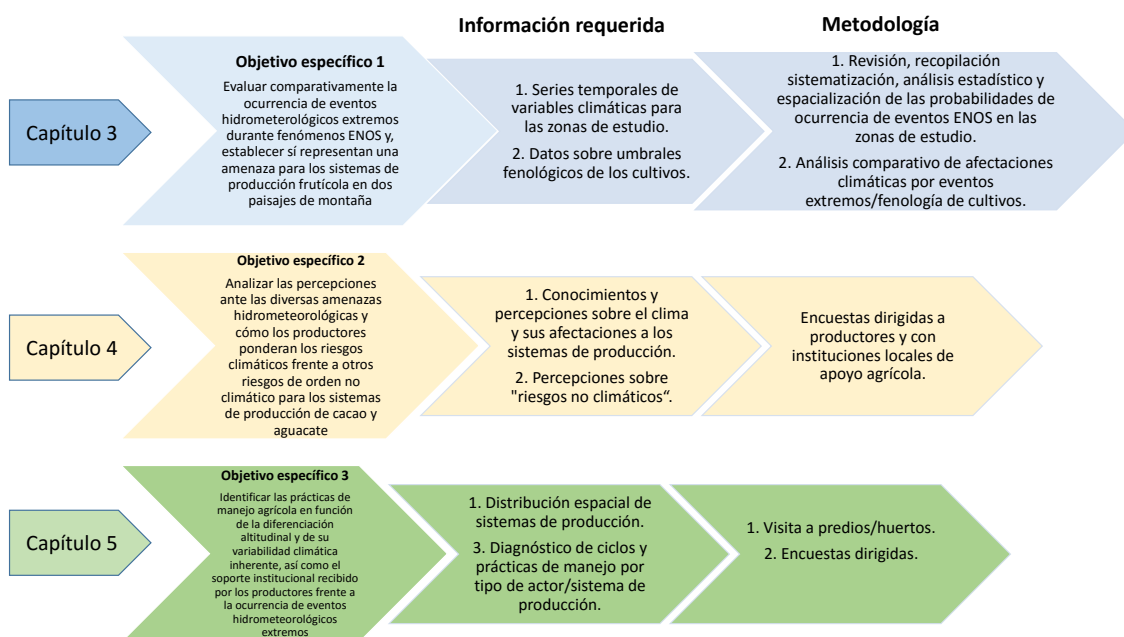 Información requerida
Metodología
Capítulo 3
Objetivo específico 1
Evaluar comparativamente la
ocurrencia de eventos
hidrometerológicos extremos
durante fenómenos ENOS y,
establecer sí representan una
amenaza para los sistemas de
producción frutícola en dos
paisajes de montaña
1. Series temporales de
variables climáticas para
las zonas de estudio.
2. Datos sobre umbrales
fenológicos de los cultivos.
1. Revisión, recopilación
sistematización, análisis estadístico y
espacialización de las probabilidades de
ocurrencia de eventos ENOS en las
zonas de estudio.
2. Análisis comparativo de afectaciones
climáticas por eventos
extremos/fenología de cultivos.
Capítulo 4
Objetivo específico 2
Analizar las percepciones
ante las diversas amenazas
hidrometeorológicas y
cómo los productores
ponderan los riesgos
climáticos frente a otros
riesgos de orden no
climático para los sistemas
de producción de cacao y
aguacate
1. Conocimientos y
percepciones sobre el clima
y sus afectaciones a los
sistemas de producción.
2. Percepciones sobre
"riesgos no climáticos“.
Encuestas dirigidas a
productores y con
instituciones locales de
apoyo agrícola.
Capítulo 5
Objetivo específico 3
Identificar las prácticas de
manejo agrícola en función
de la diferenciación
altitudinal y de su
variabilidad climática
inherente, así como el
soporte institucional recibido
por los productores frente a
la ocurrencia de eventos
hidrometeorológicos
extremos
1. Distribución espacial de
sistemas de producción.
3. Diagnóstico de ciclos y
prácticas de manejo por
tipo de actor/sistema de
producción.
1. Visita a predios/huertos.
2. Encuestas dirigidas.